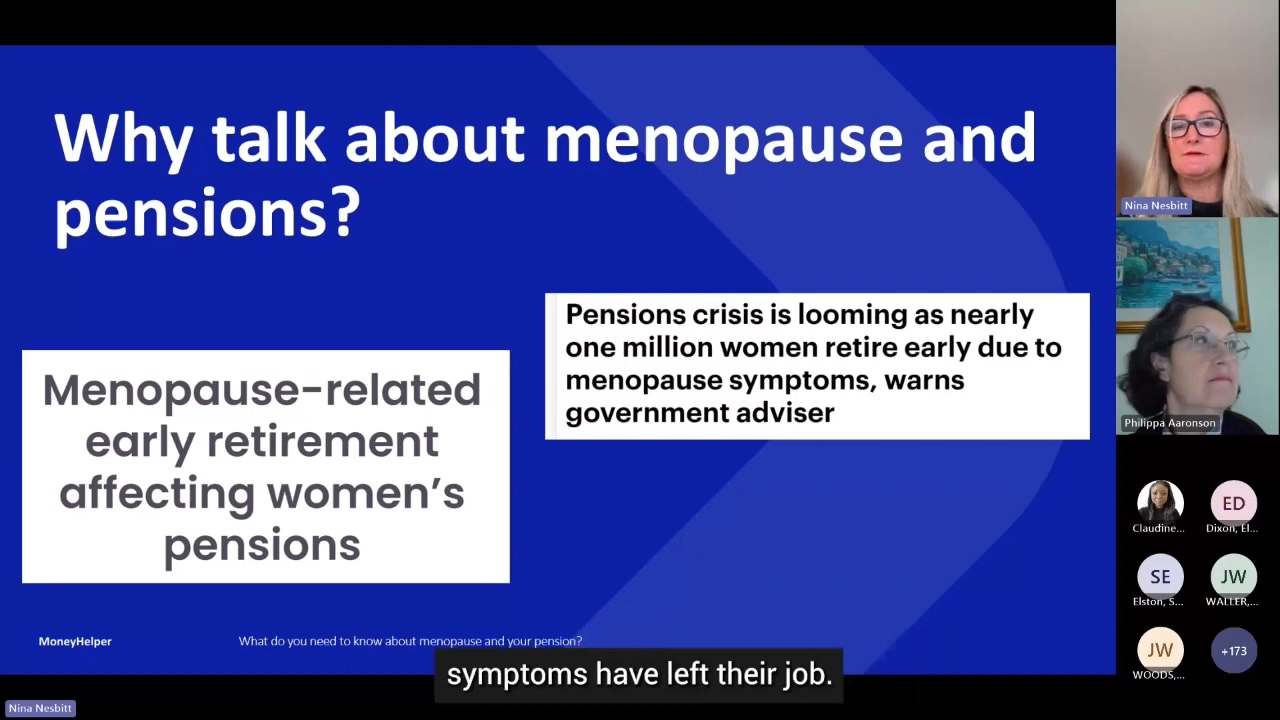 Why talk about menopause and
pensions?
Pensions crisis is looming as nearly
one million women retire early due to
menopause symptoms, warns
government adviser
Menopause-related
early retirement
affecting women's
pensions
MoneyHelper
What do you need to know about menopause and your pension?
symptoms have left their job.
Nina Nesbitt
Nina Nesbitt
Philippa Aaronson
Claudine...
ED
Dixon, El...
SE
Elston, S...
JW
WALLER,...
JW
WOODS,...
+173